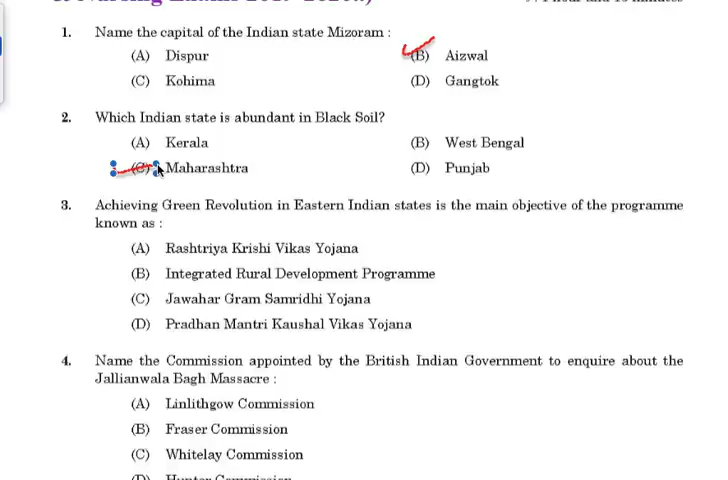 1. Name the capital of the Indian state Mizoram :
(A) Dispur (B) Aizwal
(C) Kohima (D) Gangtok
2. Which Indian state is abundant in Black Soil?
(A) Kerala (B) West Bengal
(C) Maharashtra (D) Punjab
3. Achieving Green Revolution in Eastern Indian states is the main objective of the programme
known as :
(A) Rashtriya Krishi Vikas Yojana
(B) Integrated Rural Development Programme
(C) Jawahar Gram Samridhi Yojana
(D) Pradhan Mantri Kaushal Vikas Yojana
4. Name the Commission appointed by the British Indian Government to enquire about the
Jallianwala Bagh Massacre :
(A) Linlithgow Commission
(B) Fraser Commission
(C) Whitelay Commission
(D) Hunter Commission